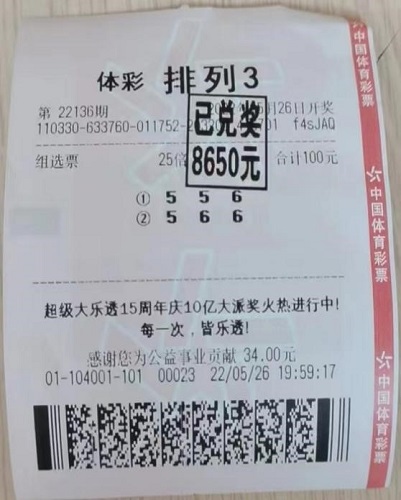 体彩 排列3
第 22136期 5月26日开奖
110330-633760-011752- f4sJAQ
已兑奖
8650元
组选票 25倍 合计100元
① 5 5 6
② 5 6 6
超级大乐透15周年庆10亿大派奖火热进行中!
每一次,皆乐透!
感谢您为公益事业贡献 34.00元
01-104001-101 00023 22/05/26 19:59:17
中国体育彩票
中国体育彩票
中国体育彩票